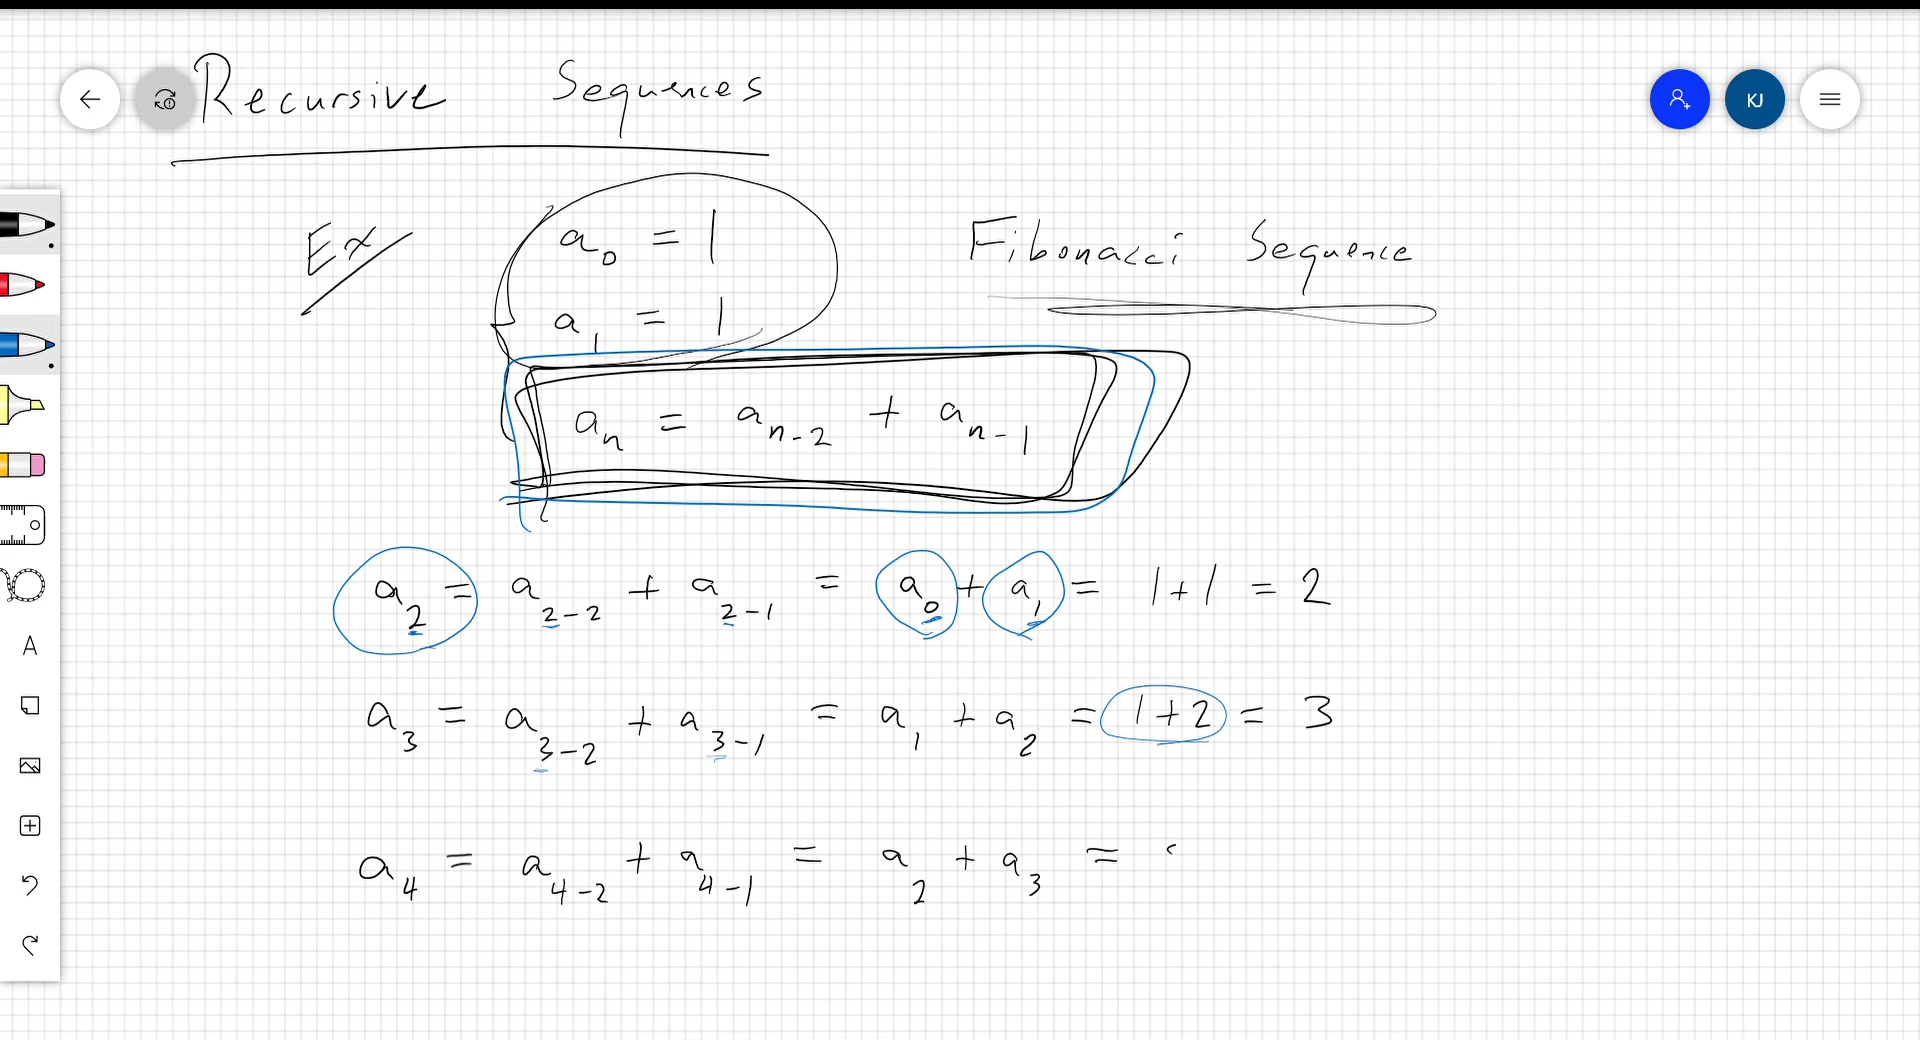 Recursive Sequences
KJ
Ex
a₀ = 1
Fibonacci Sequence
a₁ = 1
aₙ = aₙ₋₂ + aₙ₋₁
a₂ = a₂₋₂ + a₂₋₁ = a₀ + a₁ = 1 + 1 = 2
a₃ = a₃₋₂ + a₃₋₁ = a₁ + a₂ = 1 + 2 = 3
A
a₄ = a₄₋₂ + a₄₋₁ = a₂ + a₃ =